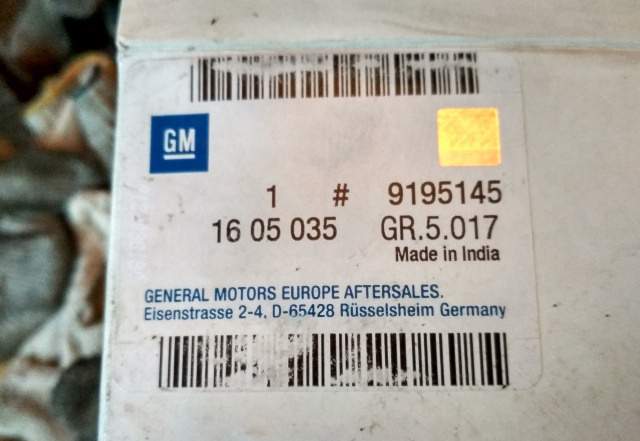 GM
1 # 9195145
16 05 035 GR.5.017
Made in India
GENERAL MOTORS EUROPE AFTERSALES.
Eisenstrasse 2-4, D-65428 Rüsselsheim Germany